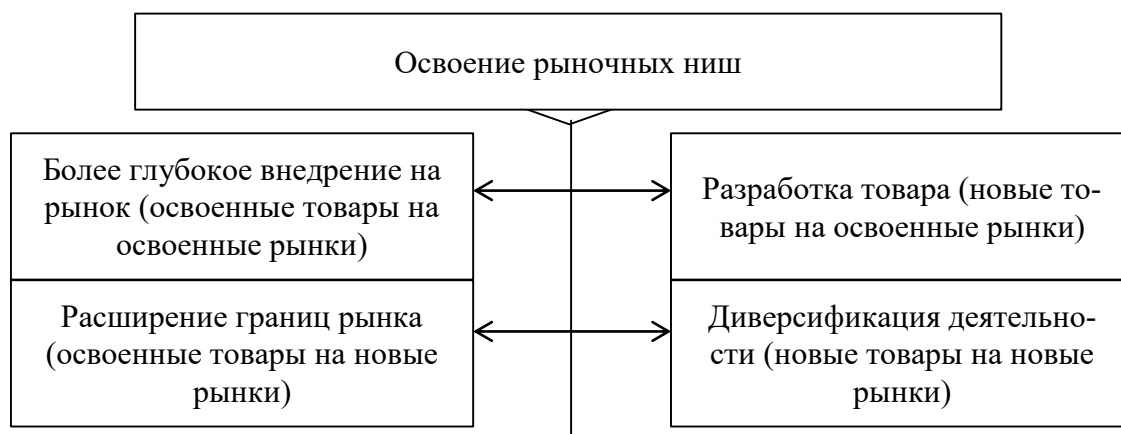 Освоение рыночных ниш
Более глубокое внедрение на
рынок (освоенные товары на
освоенные рынки)
Разработка товара (новые то-
вары на освоенные рынки)
Расширение границ рынка
(освоенные товары на новые
рынки)
Диверсификация деятельно-
сти (новые товары на новые
рынки)